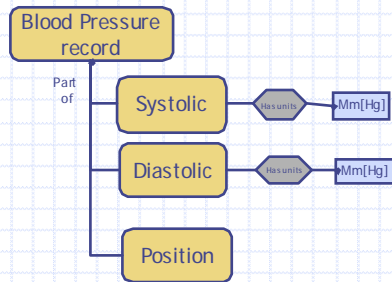 Blood Pressure
record
Part
of
Systolic
Has units
Mm[Hg]
Diastolic
Has units
Mm[Hg]
Position